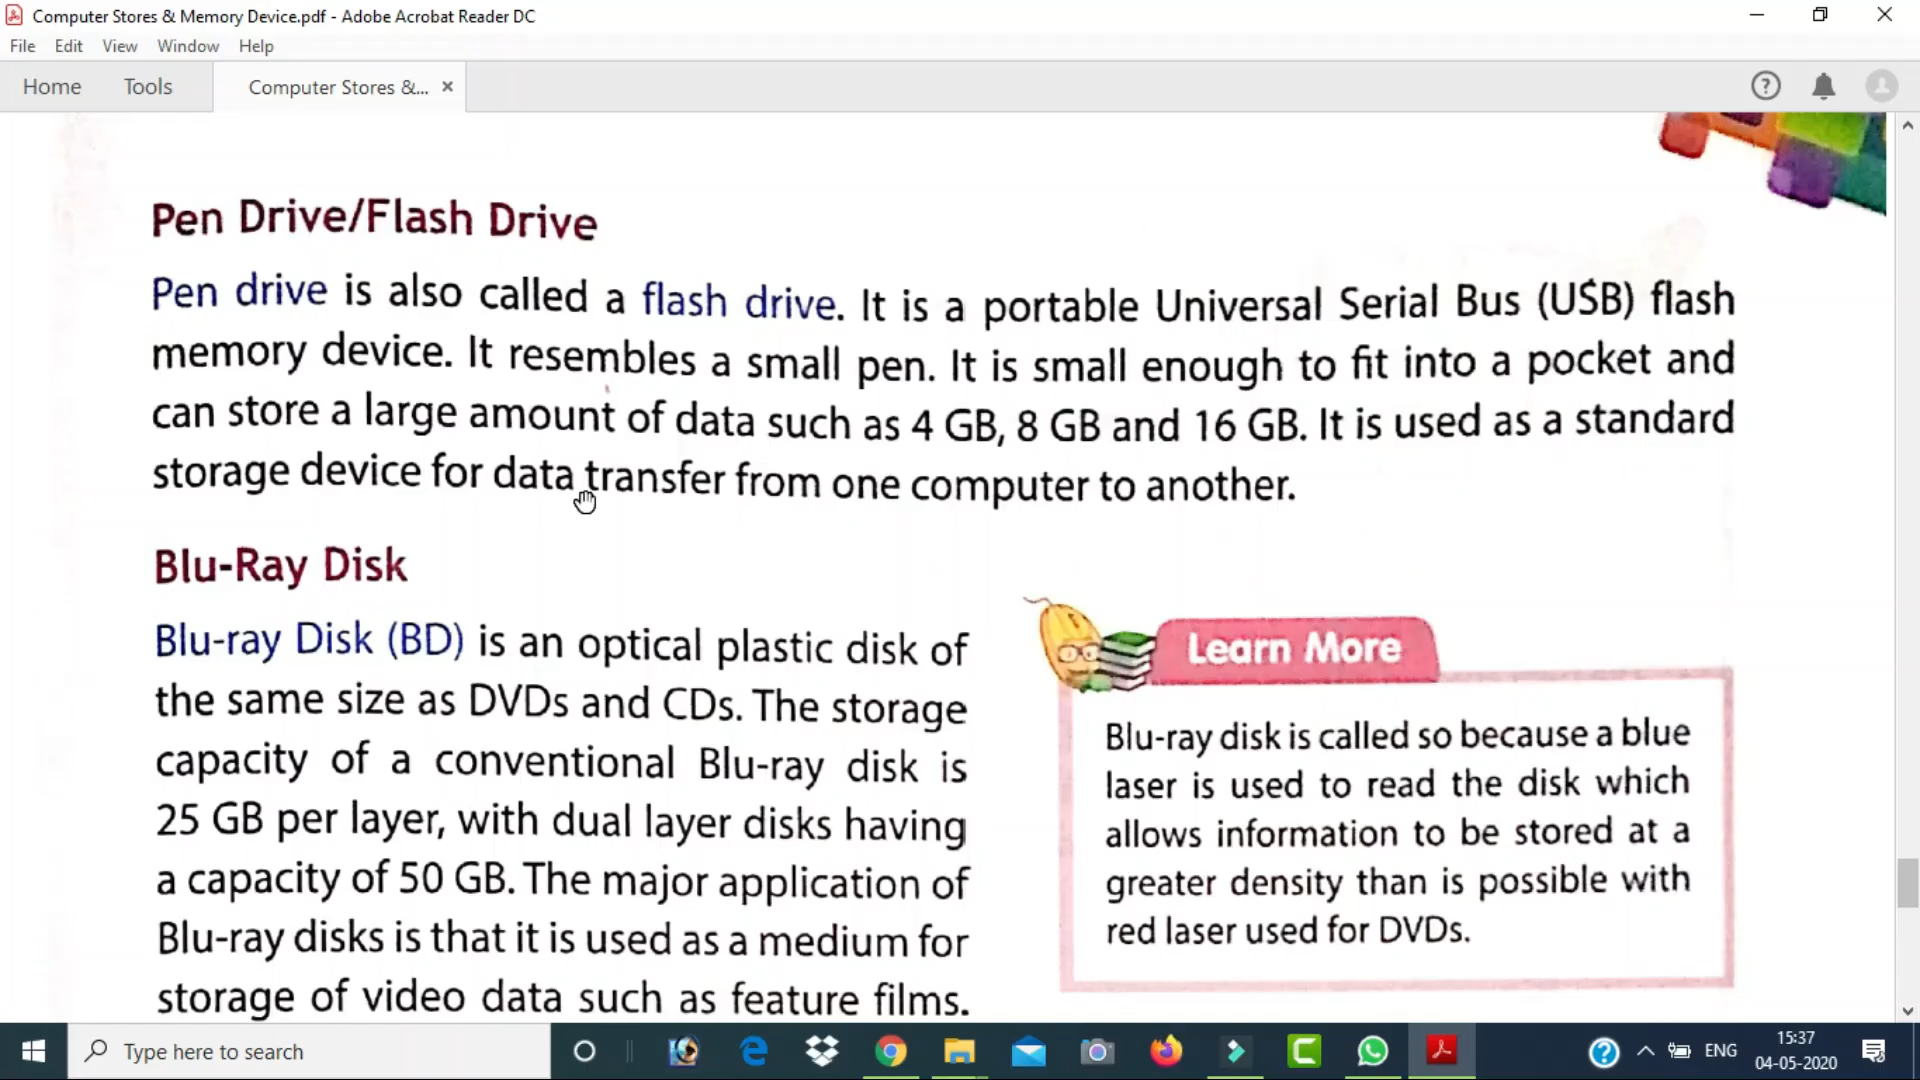 Computer Stores & Memory Device.pdf - Adobe Acrobat Reader DC
File Edit View Window Help
Home Tools Computer Stores &... ×
Pen Drive/Flash Drive
Pen drive is also called a flash drive. It is a portable Universal Serial Bus (USB) flash
memory device. It resembles a small pen. It is small enough to fit into a pocket and
can store a large amount of data such as 4 GB, 8 GB and 16 GB. It is used as a standard
storage device for data transfer from one computer to another.
Blu-Ray Disk
Blu-ray Disk (BD) is an optical plastic disk of
the same size as DVDs and CDs. The storage
capacity of a conventional Blu-ray disk is
25 GB per layer, with dual layer disks having
a capacity of 50 GB. The major application of
Blu-ray disks is that it is used as a medium for
storage of video data such as feature films.
Learn More
Blu-ray disk is called so because a blue
laser is used to read the disk which
allows information to be stored at a
greater density than is possible with
red laser used for DVDs.
Type here to search
ENG
15:37
04-05-2020